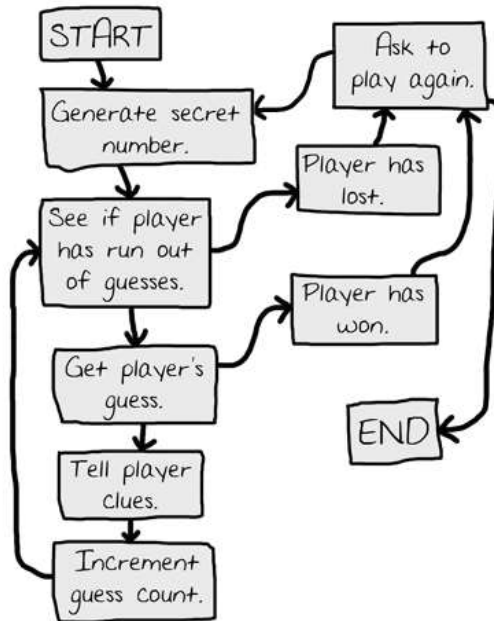 START
Generate secret
number.
See if player
has run out
of guesses.
Get player's
guess.
Tell player
clues.
Increment
guess count.
Ask to
play again.
Player has
lost.
Player has
won.
END